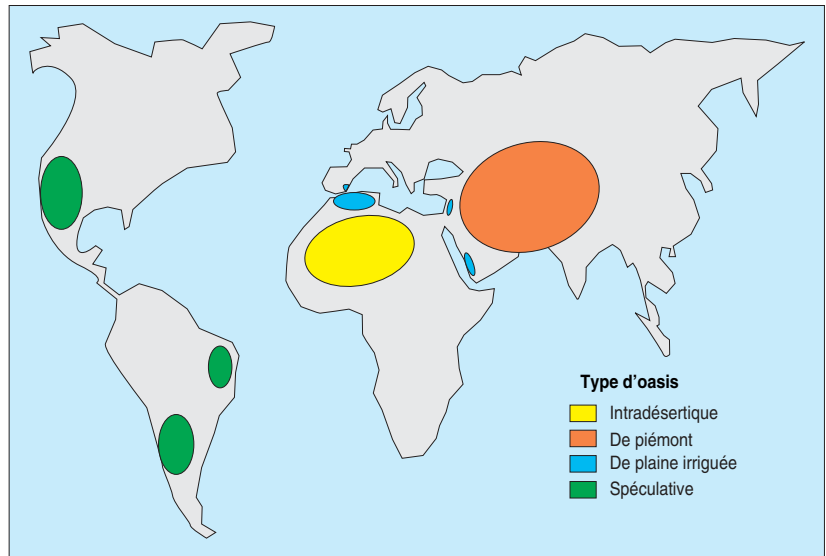 Type d'oasis
Intradésertique
De piémont
De plaine irriguée
Spéculative